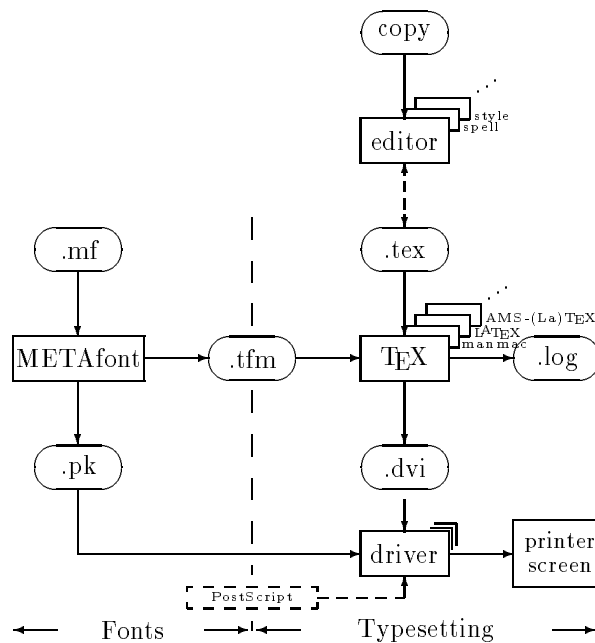 copy
style
spell
editor
.mf
.tex
AMS-(La)TEX
LATEX
manmac
METAfont
.tfm
TEX
.log
.pk
.dvi
driver
printer
screen
PostScript
Fonts
Typesetting